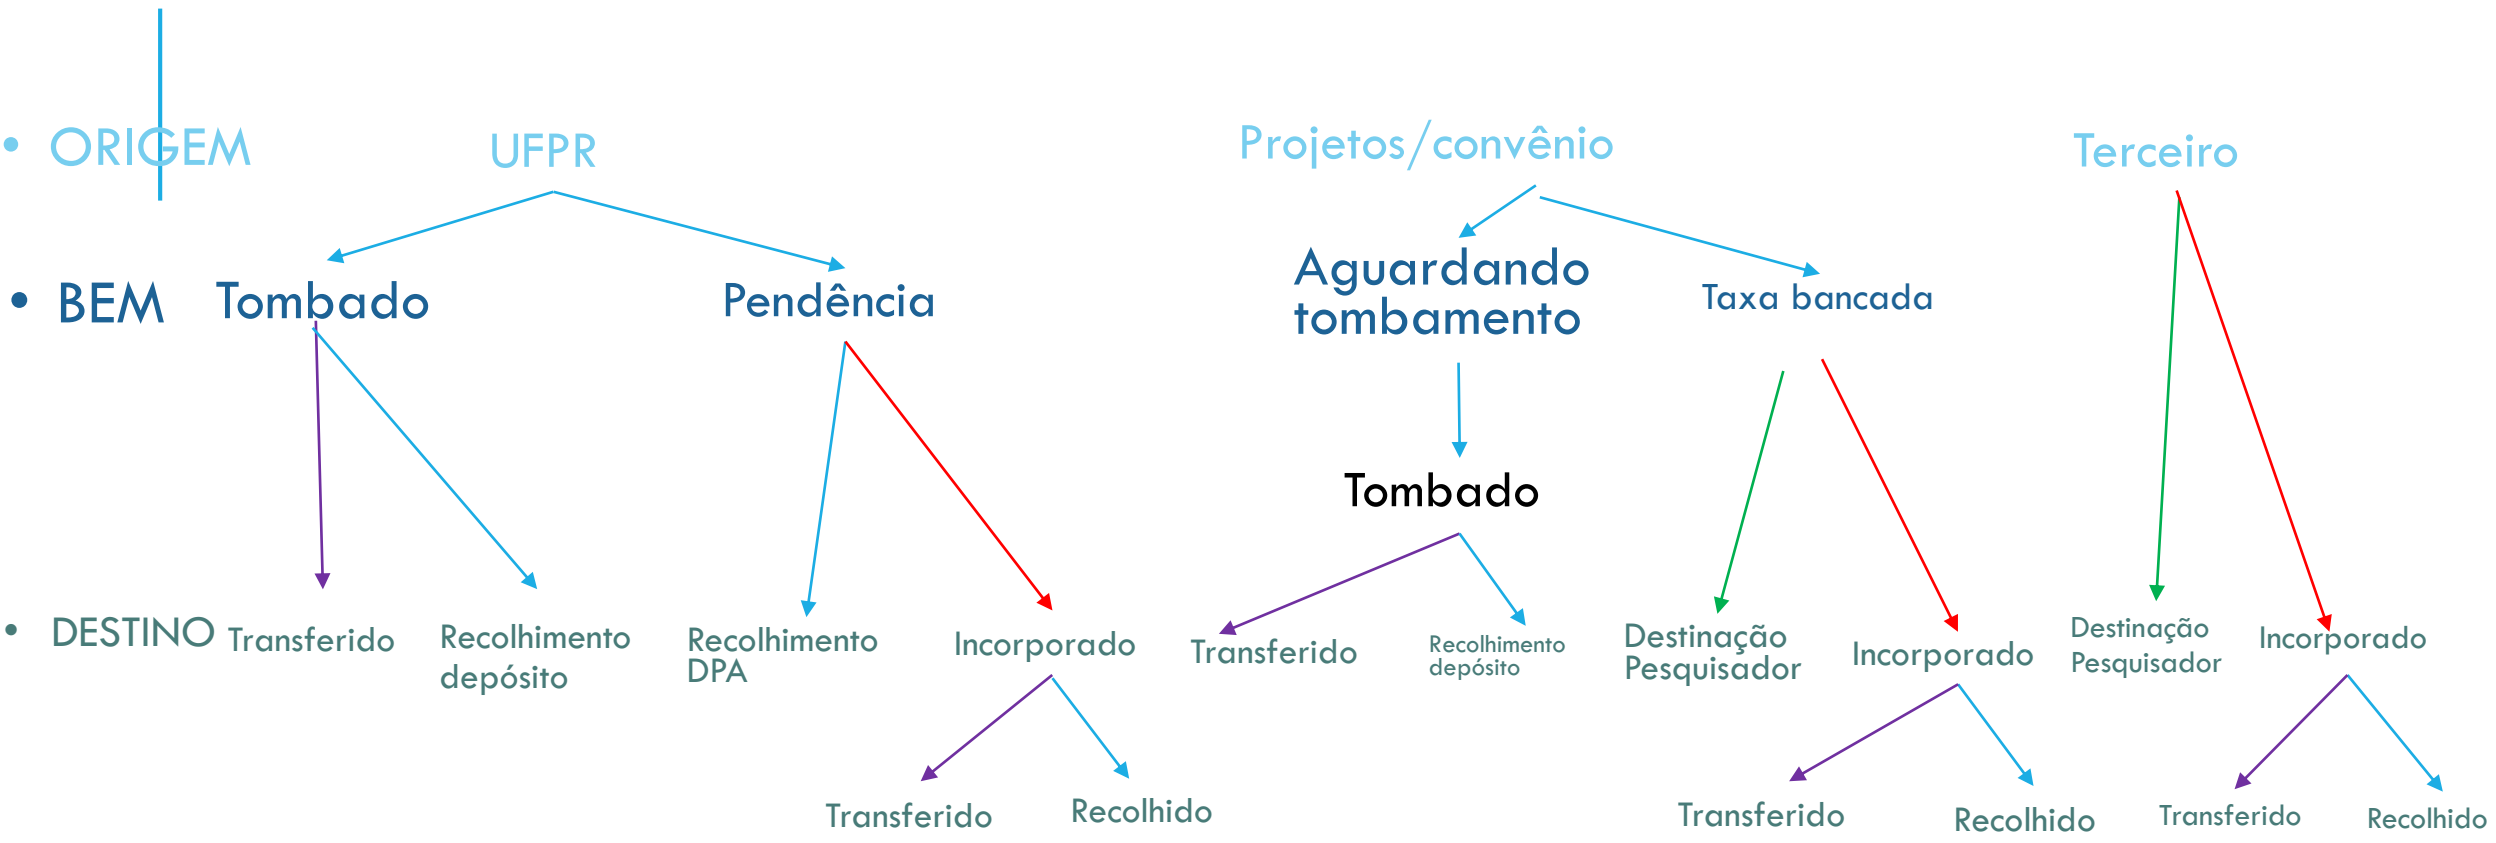 • ORIGEM
UFPR
Projetos/convênio
Terceiro
• BEM
Tombado
Pendência
Aguardando
tombamento
Taxa bancada
Tombado
• DESTINO
Transferido
Recolhimento
depósito
Recolhimento
DPA
Incorporado
Transferido
Recolhimento
depósito
Destinação
Pesquisador
Incorporado
Destinação
Pesquisador
Incorporado
Transferido
Recolhido
Transferido
Recolhido
Transferido
Recolhido